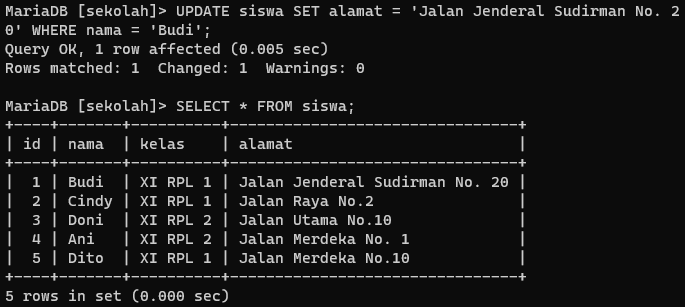 MariaDB [sekolah]> UPDATE siswa SET alamat = 'Jalan Jenderal Sudirman No. 2
0' WHERE nama = 'Budi';
Query OK, 1 row affected (0.005 sec)
Rows matched: 1  Changed: 1  Warnings: 0

MariaDB [sekolah]> SELECT * FROM siswa;
+----+-------+----------+--------------------------------+
| id | nama  | kelas    | alamat                         |
+----+-------+----------+--------------------------------+
|  1 | Budi  | XI RPL 1 | Jalan Jenderal Sudirman No. 20 |
|  2 | Cindy | XI RPL 1 | Jalan Raya No.2                |
|  3 | Doni  | XI RPL 2 | Jalan Utama No.10              |
|  4 | Ani   | XI RPL 2 | Jalan Merdeka No. 1            |
|  5 | Dito  | XI RPL 1 | Jalan Merdeka No.10            |
+----+-------+----------+--------------------------------+
5 rows in set (0.000 sec)